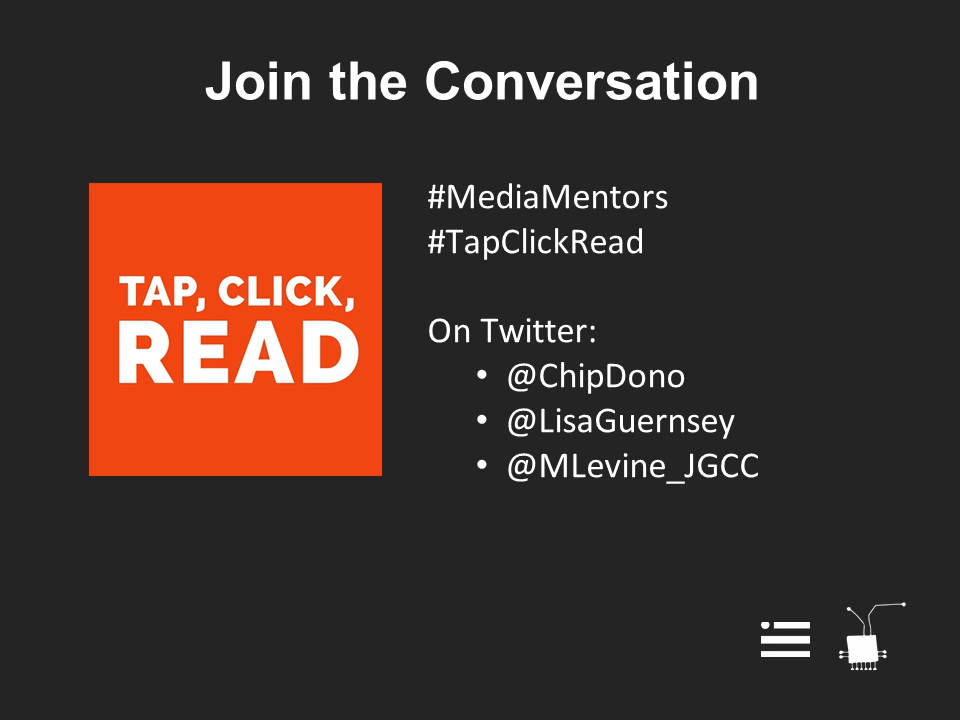 Join the Conversation
TAP, CLICK,
READ
#MediaMentors
#TapClickRead
On Twitter:
• @ChipDono
• @LisaGuernsey
• @MLevine_JGCC